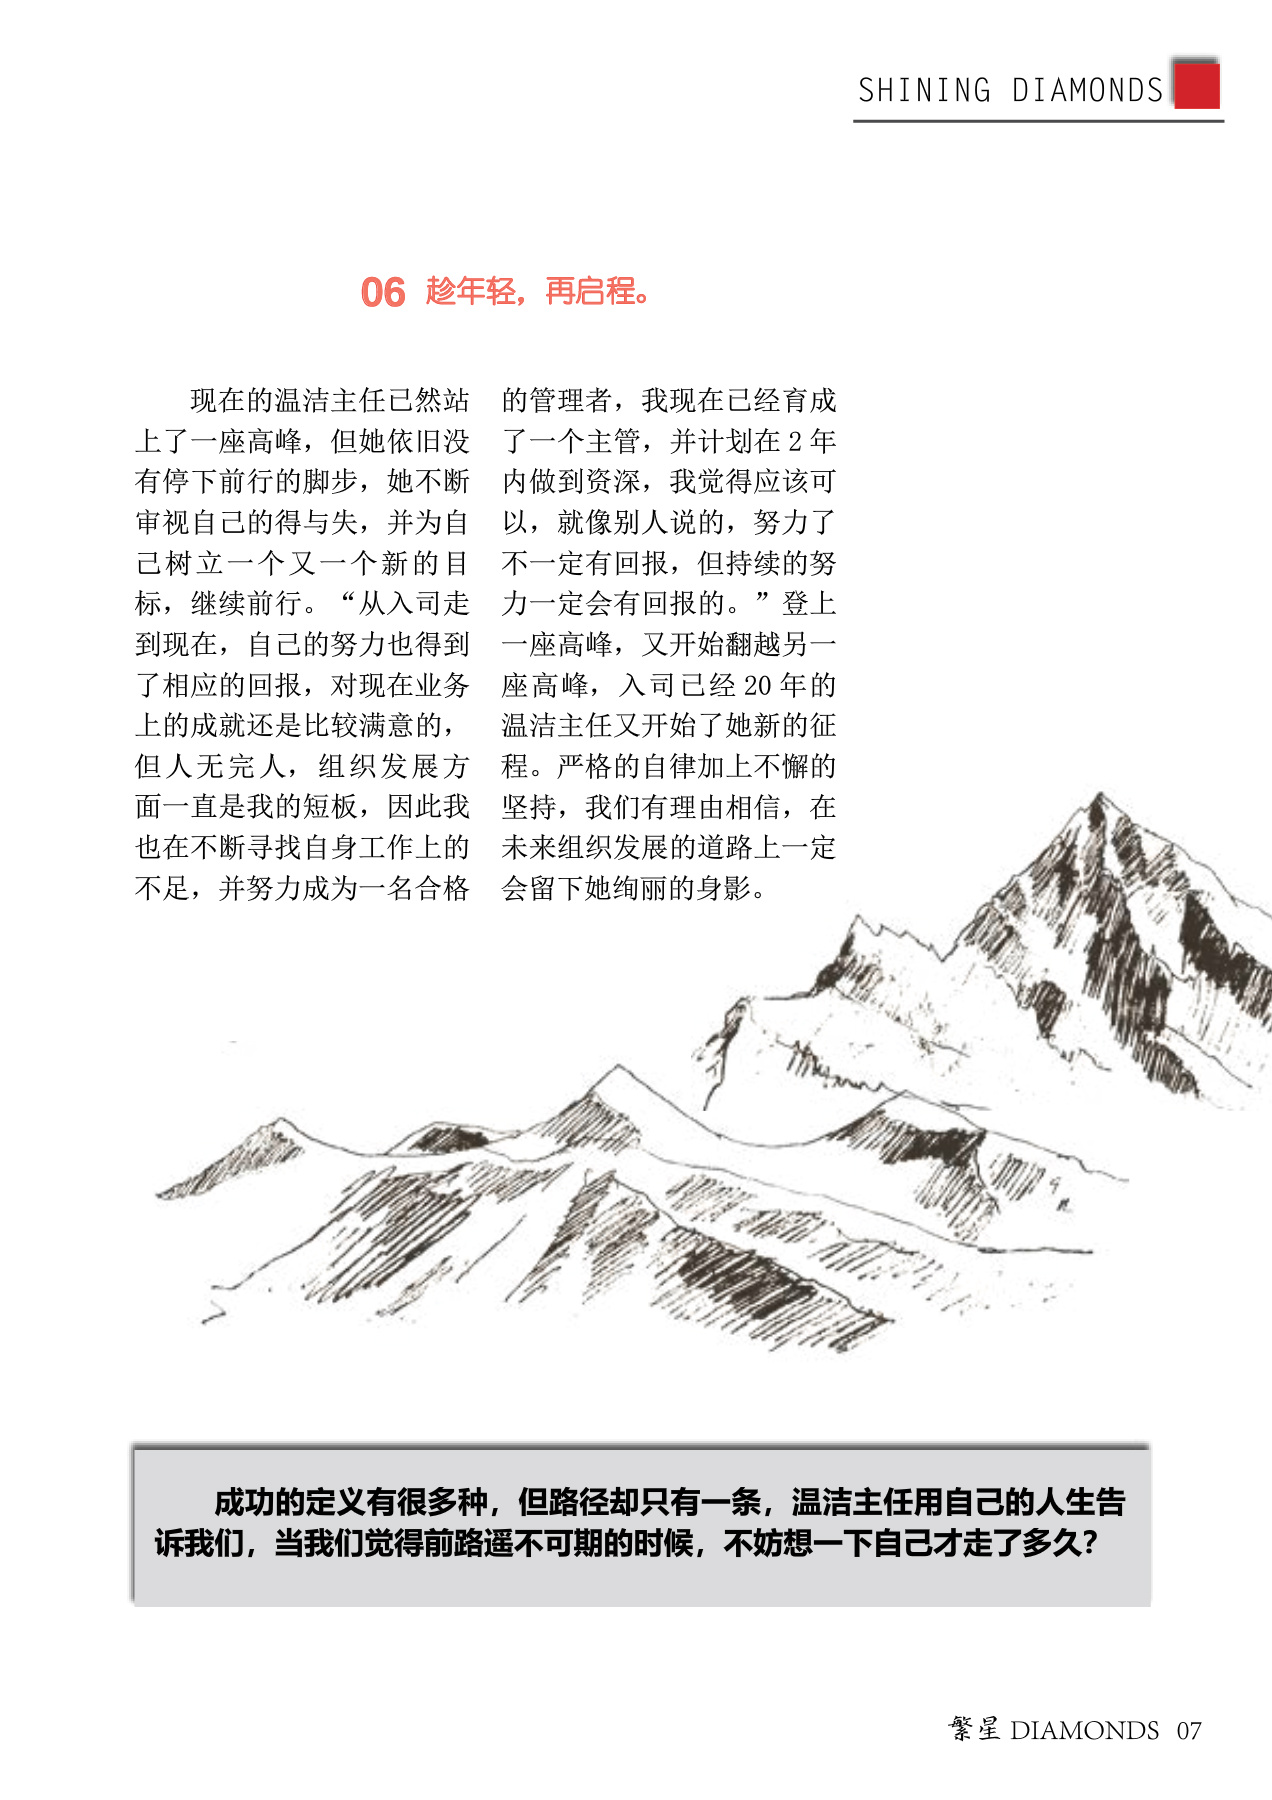 SHINING DIAMONDS
06 趁年轻，再启程。
现在的温洁主任已然站
上了一座高峰，但她依旧没
有停下前行的脚步，她不断
审视自己的得与失，并为自
己树立一个又一个新的目
标，继续前行。“从入司走
到现在，自己的努力也得到
了相应的回报，对现在业务
上的成就还是比较满意的，
但人无完人，组织发展方
面一直是我的短板，因此我
也在不断寻找自身工作上的
不足，并努力成为一名合格
的管理者，我现在已经育成
了一个主管，并计划在 2 年
内做到资深，我觉得应该可
以，就像别人说的，努力了
不一定有回报，但持续的努
力一定会有回报的。”登上
一座高峰，又开始翻越另一
座高峰，入司已经 20 年的
温洁主任又开始了她新的征
程。严格的自律加上不懈的
坚持，我们有理由相信，在
未来组织发展的道路上一定
会留下她绚丽的身影。
成功的定义有很多种，但路径却只有一条，温洁主任用自己的人生告
诉我们，当我们觉得前路遥不可期的时候，不妨想一下自己才走了多久？
繁星 DIAMONDS 07